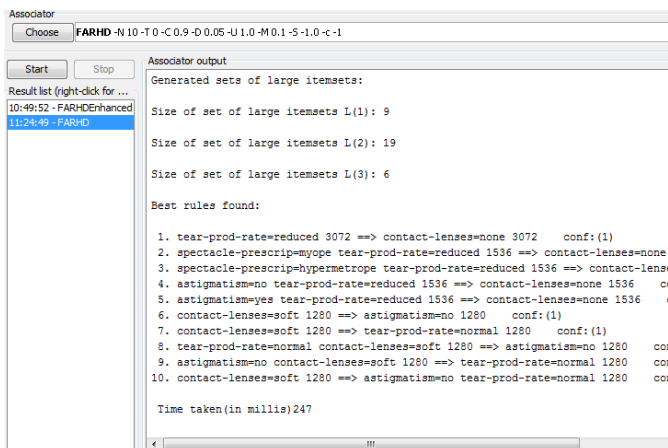 Associator
Choose FARHD -N 10 -T 0 -C 0.9 -D 0.05 -U 1.0 -M 0.1 -S -1.0 -c -1
Start Stop
Result list (right-click for ...
10:49:52 - FARHDEnhanced
11:24:49 - FARHD
Associator output
Generated sets of large itemsets:
Size of set of large itemsets L(1): 9
Size of set of large itemsets L(2): 19
Size of set of large itemsets L(3): 6
Best rules found:
1. tear-prod-rate=reduced 3072 ==> contact-lenses=none 3072 conf:(1)
2. spectacle-prescrip=myope tear-prod-rate=reduced 1536 ==> contact-lenses=none
3. spectacle-prescrip=hypermetrope tear-prod-rate=reduced 1536 ==> contact-lense
4. astigmatism=no tear-prod-rate=reduced 1536 ==> contact-lenses=none 1536 co
5. astigmatism=yes tear-prod-rate=reduced 1536 ==> contact-lenses=none 1536
6. contact-lenses=soft 1280 ==> astigmatism=no 1280 conf:(1)
7. contact-lenses=soft 1280 ==> tear-prod-rate=normal 1280 conf:(1)
8. tear-prod-rate=normal contact-lenses=soft 1280 ==> astigmatism=no 1280 con
9. astigmatism=no contact-lenses=soft 1280 ==> tear-prod-rate=normal 1280 con
10. contact-lenses=soft 1280 ==> astigmatism=no tear-prod-rate=normal 1280 con
Time taken(in millis)247